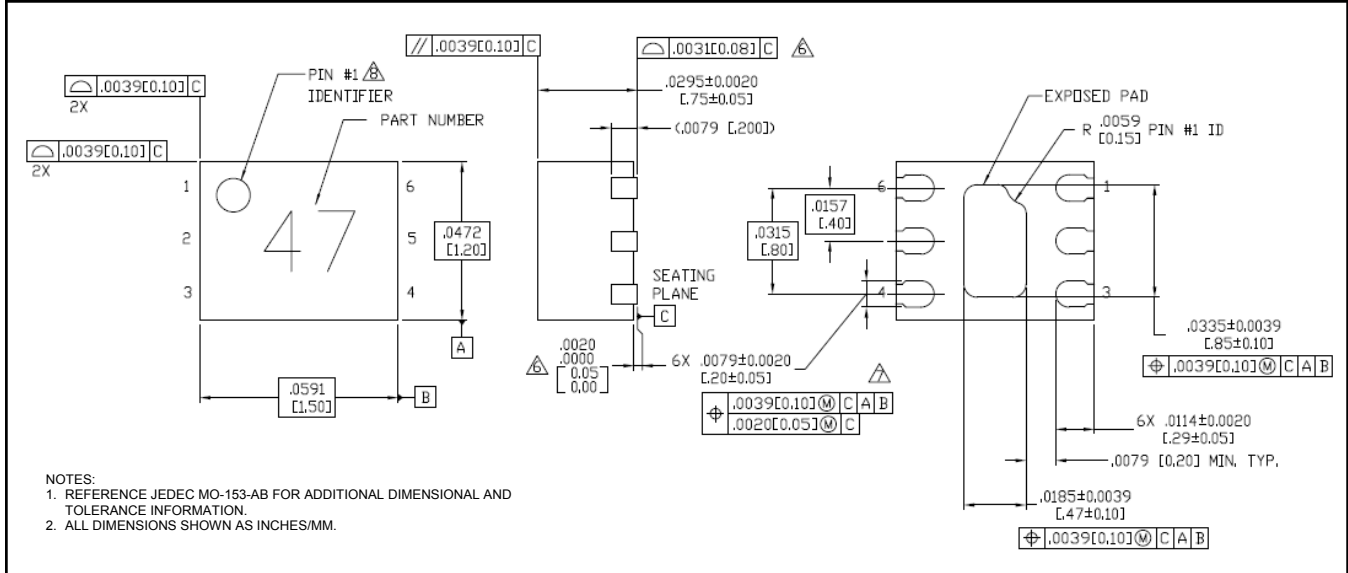 // .0039[0.10] C
⌓ .0031[0.08] C 6
⌓ .0039[0.10] C
2X
PIN #1 8
IDENTIFIER
PART NUMBER
.0295±0.0020
[.75±0.05]
(.0079 [.200])
EXPOSED PAD
R .0059
[0.15] PIN #1 ID
⌓ .0039[0.10] C
2X
1
2
3
47
6
5
4
.0472
[1.20]
A
.0591
[1.50]
B
SEATING
PLANE
C
6
.0020
.0000
[0.05
0.00]
6X .0079±0.0020
[.20±0.05]
7
⌖ .0039[0.10]Ⓜ C A B
.0020[0.05]Ⓜ C
6
4
1
3
.0315
[.80]
.0157
[.40]
.0335±0.0039
[.85±0.10]
⌖ .0039[0.10]Ⓜ C A B
6X .0114±0.0020
[.29±0.05]
.0079 [0.20] MIN. TYP.
.0185±0.0039
[.47±0.10]
⌖ .0039[0.10]Ⓜ C A B
NOTES:
1. REFERENCE JEDEC MO-153-AB FOR ADDITIONAL DIMENSIONAL AND
TOLERANCE INFORMATION.
2. ALL DIMENSIONS SHOWN AS INCHES/MM.